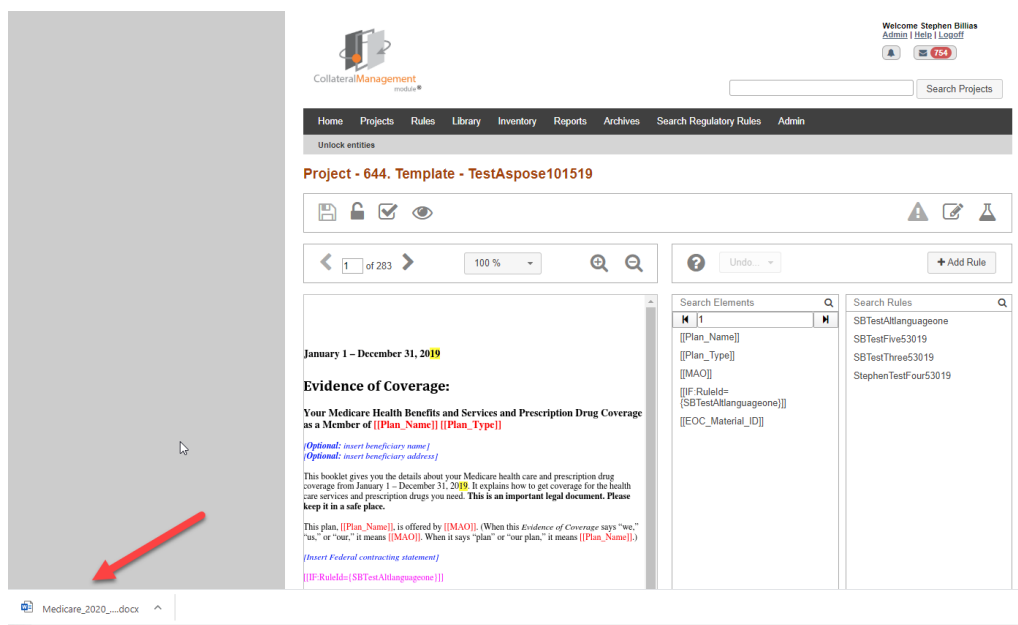 Welcome Stephen Billias
Admin | Help | Logoff
754
CollateralManagement
module
Search Projects
Home Projects Rules Library Inventory Reports Archives Search Regulatory Rules Admin
Unlock entities
Project - 644. Template - TestAspose101519
1 of 283 100 % Undo... + Add Rule
Search Elements
Search Rules
1
[[Plan_Name]]
[[Plan_Type]]
[[MAO]]
[[IF:RuleId=
{SBTestAltlanguageone}]]
[[EOC_Material_ID]]
SBTestAltlanguageone
SBTestFive53019
SBTestThree53019
StephenTestFour53019
January 1 – December 31, 2019
Evidence of Coverage:
Your Medicare Health Benefits and Services and Prescription Drug Coverage
as a Member of [[Plan_Name]] [[Plan_Type]]
[Optional: insert beneficiary name]
[Optional: insert beneficiary address]
This booklet gives you the details about your Medicare health care and prescription drug
coverage from January 1 – December 31, 2019. It explains how to get coverage for the health
care services and prescription drugs you need. This is an important legal document. Please
keep it in a safe place.
This plan, [[Plan_Name]], is offered by [[MAO]]. (When this Evidence of Coverage says “we,”
“us,” or “our,” it means [[MAO]]. When it says “plan” or “our plan,” it means [[Plan_Name]].)
[Insert Federal contracting statement]
[[IF:RuleId={SBTestAltlanguageone}]]
Medicare_2020_....docx